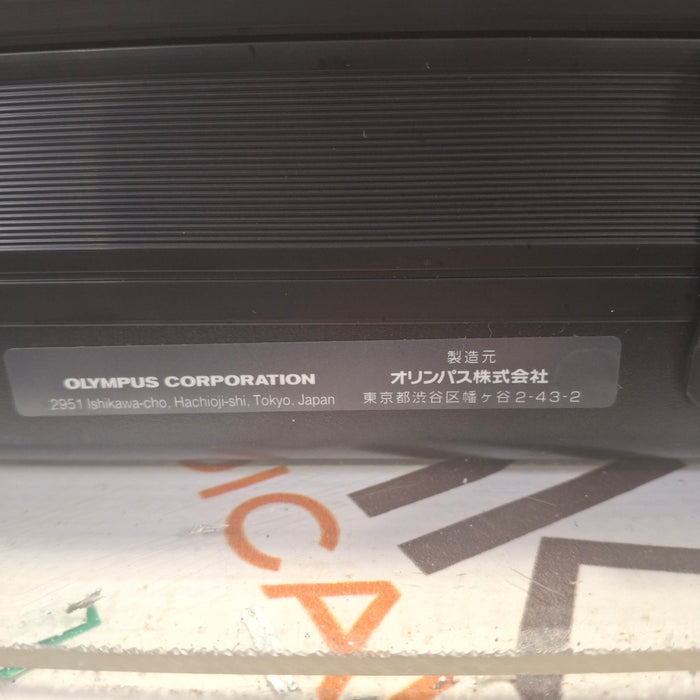 OLYMPUS CORPORATION
2951 Ishikawa-cho, Hachioji-shi, Tokyo, Japan
製造元
オリンパス株式会社
東京都渋谷区幡ヶ谷2-43-2
ICA